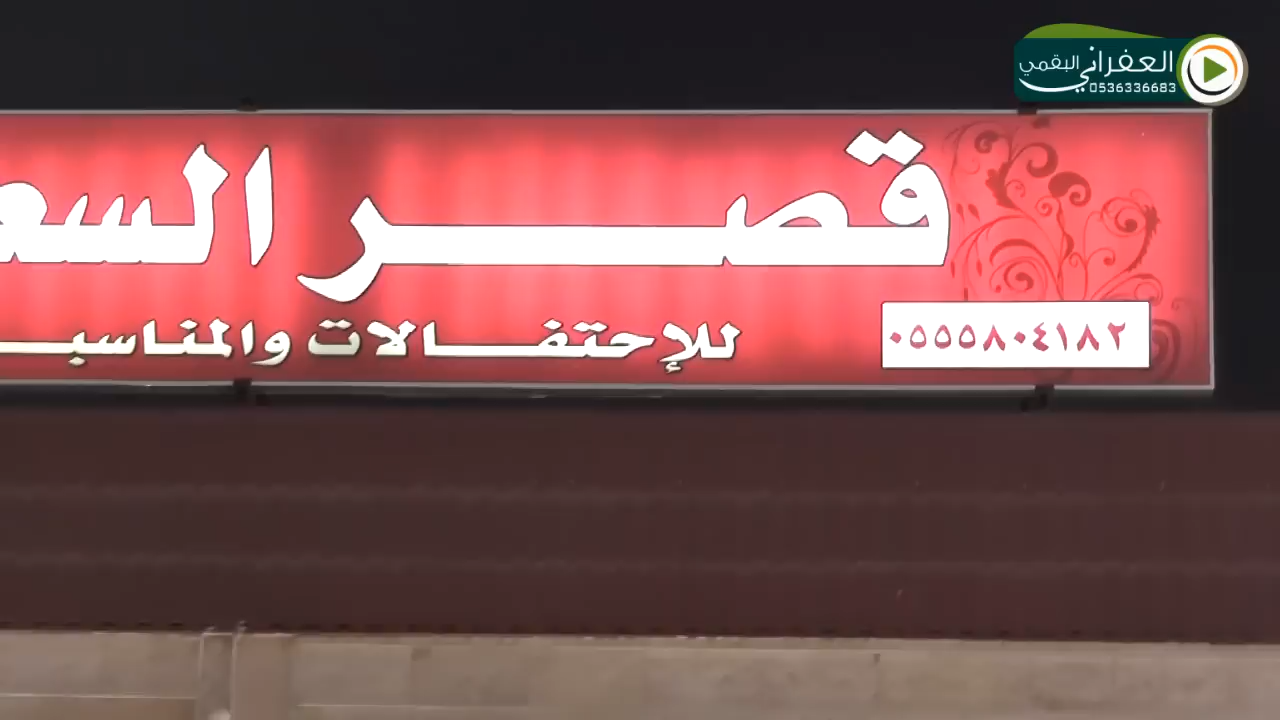 العفراني البقمي
0536336683
قصر
للإحتفالات
٠٥٥٥٨٠٤١٨٢